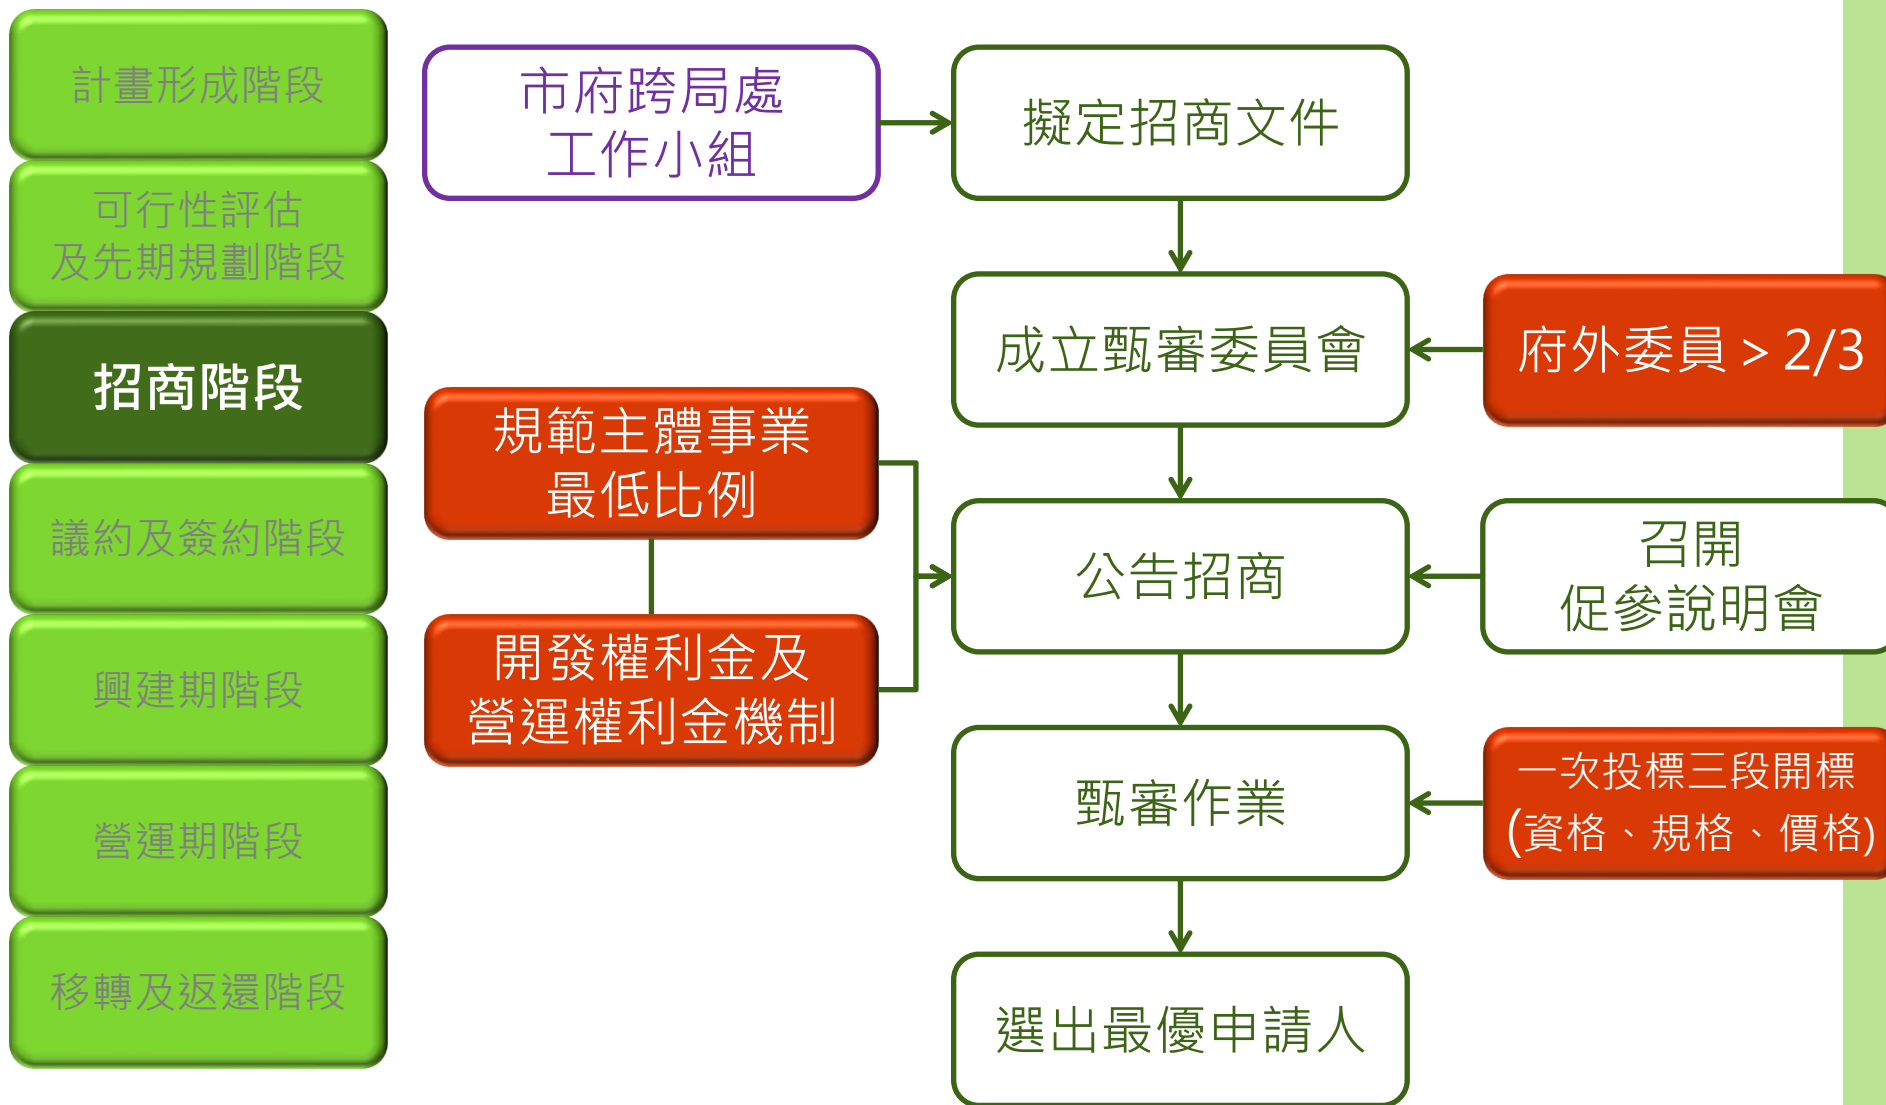 計畫形成階段
可行性評估
及先期規劃階段
招商階段
議約及簽約階段
興建期階段
營運期階段
移轉及返還階段
市府跨局處
工作小組
擬定招商文件
成立甄審委員會
府外委員 > 2/3
規範主體事業
最低比例
開發權利金及
營運權利金機制
公告招商
召開
促參說明會
甄審作業
一次投標三段開標
(資格、規格、價格)
選出最優申請人